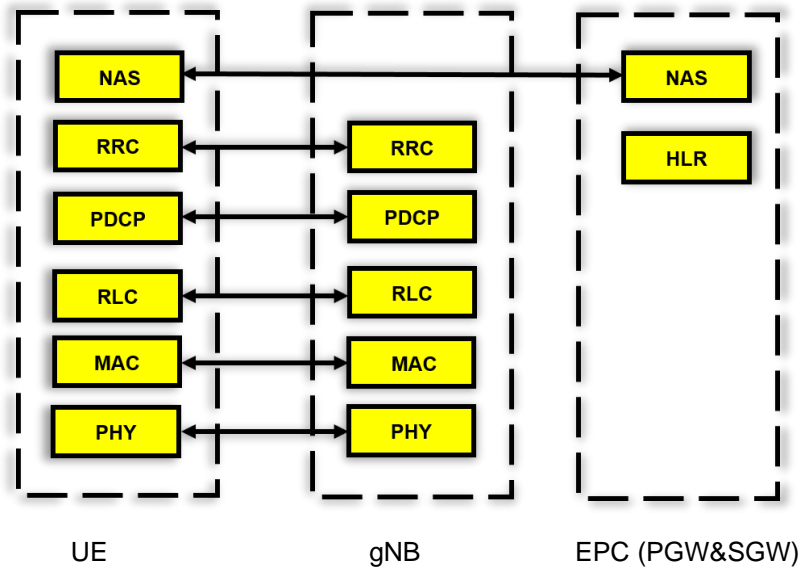 NAS
NAS
RRC
RRC
HLR
PDCP
PDCP
RLC
RLC
MAC
MAC
PHY
PHY
UE
gNB
EPC (PGW&SGW)